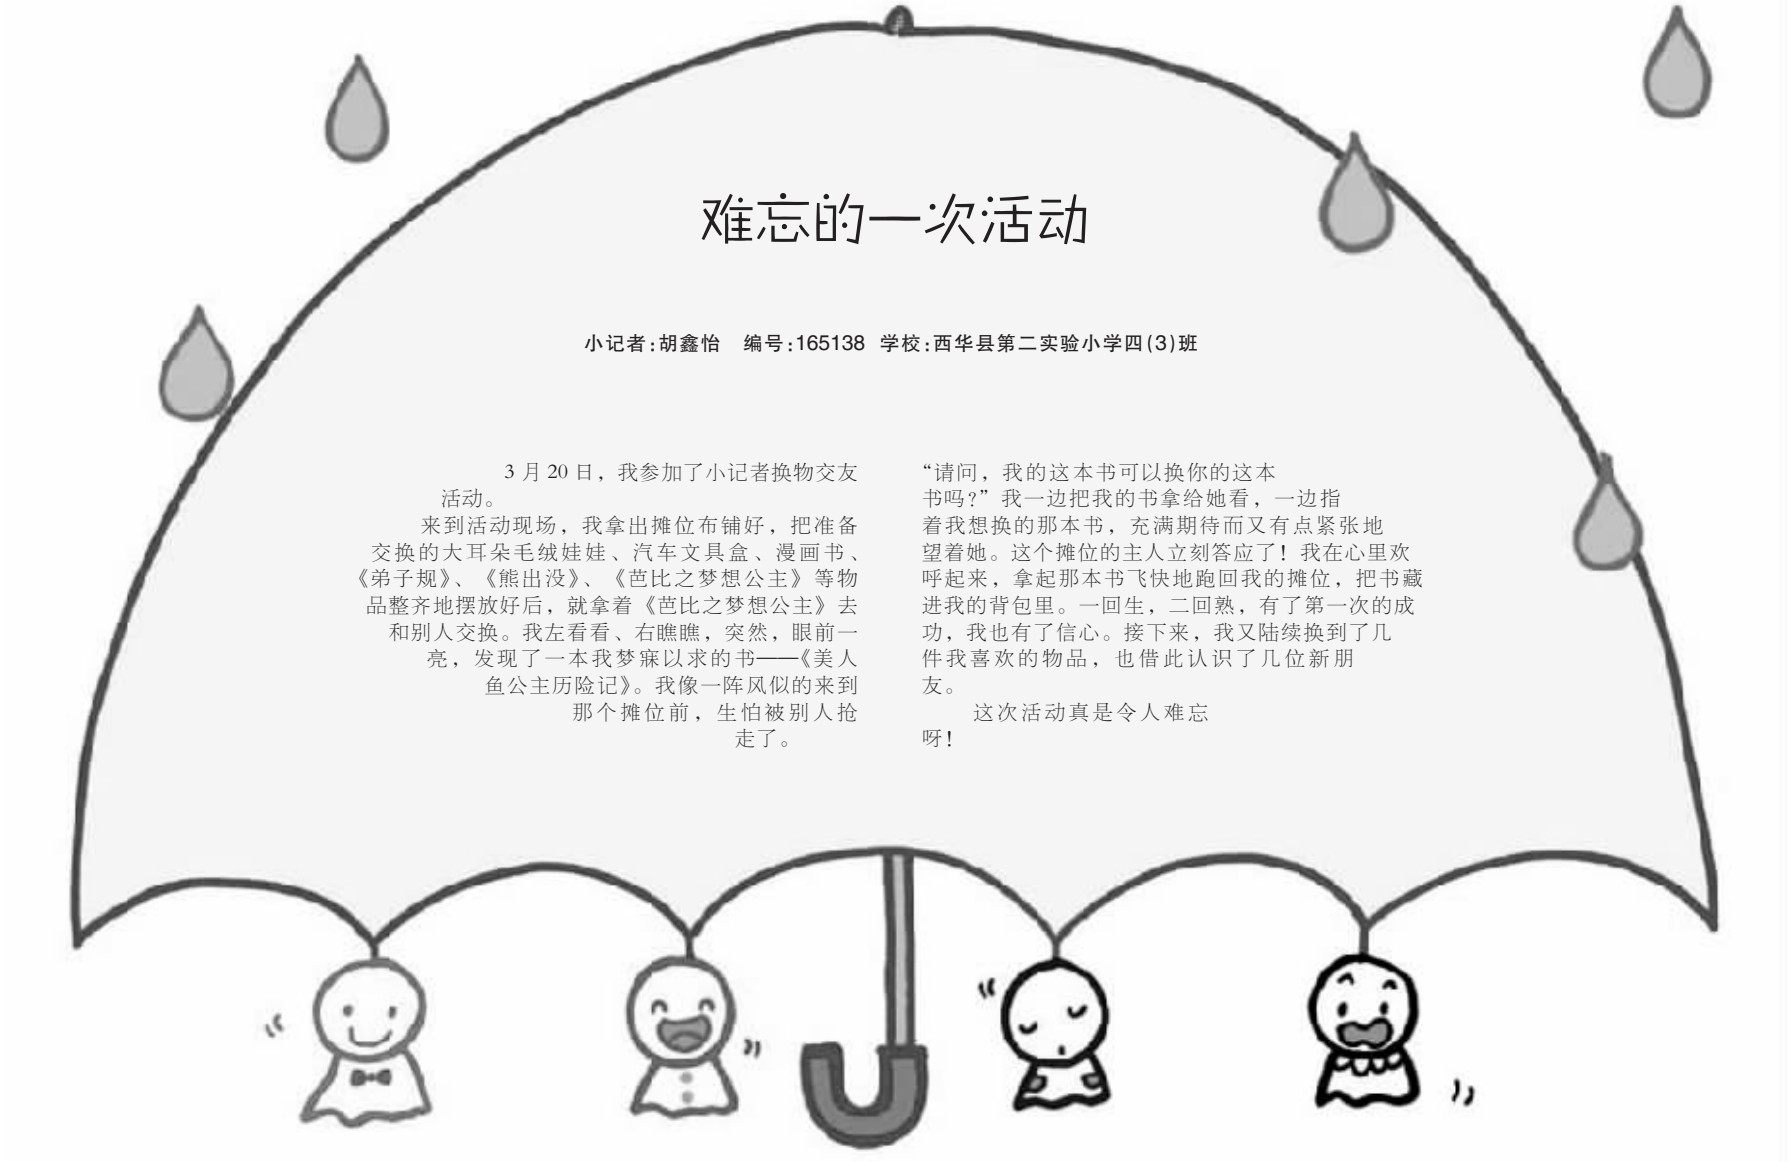 难忘的一次活动
小记者:胡鑫怡 编号:165138 学校:西华县第二实验小学四(3)班
3月20日，我参加了小记者换物交友
活动。
来到活动现场，我拿出摊位布铺好，把准备
交换的大耳朵毛绒娃娃、汽车文具盒、漫画书、
《弟子规》、《熊出没》、《芭比之梦想公主》等物
品整齐地摆放好后，就拿着《芭比之梦想公主》去
和别人交换。我左看看、右瞧瞧，突然，眼前一
亮，发现了一本我梦寐以求的书——《美人
鱼公主历险记》。我像一阵风似的来到
那个摊位前，生怕被别人抢
走了。
“请问，我的这本书可以换你的这本
书吗?”我一边把我的书拿给她看，一边指
着我想换的那本书，充满期待而又有点紧张地
望着她。这个摊位的主人立刻答应了！我在心里欢
呼起来，拿起那本书飞快地跑回我的摊位，把书藏
进我的背包里。一回生，二回熟，有了第一次的成
功，我也有了信心。接下来，我又陆续换到了几
件我喜欢的物品，也借此认识了几位新朋
友。
这次活动真是令人难忘
呀！